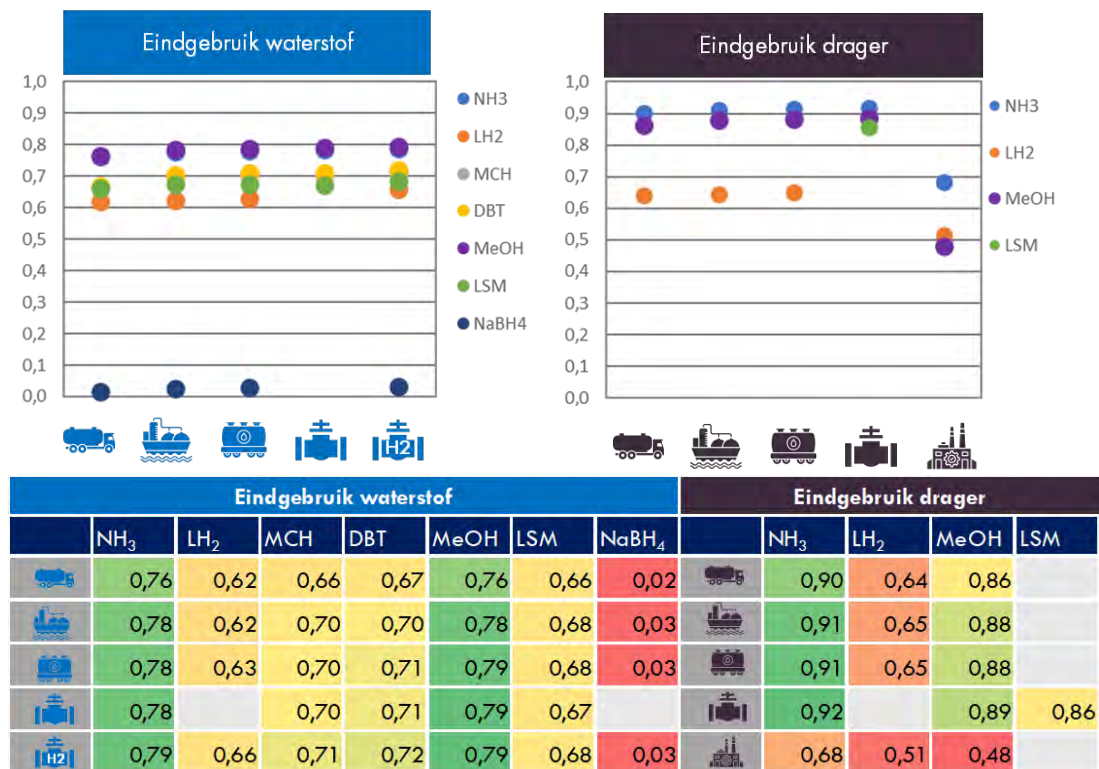 Eindgebruik waterstof
1,0
0,9
0,8
0,7
0,6
0,5
0,4
0,3
0,2
0,1
0,0
NH3
LH2
MCH
DBT
MeOH
LSM
NaBH4
H2
Eindgebruik drager
1,0
0,9
0,8
0,7
0,6
0,5
0,4
0,3
0,2
0,1
0,0
NH3
LH2
MeOH
LSM
Eindgebruik waterstof Eindgebruik drager
NH₃ LH₂ MCH DBT MeOH LSM NaBH₄ NH₃ LH₂ MeOH LSM
0,76 0,62 0,66 0,67 0,76 0,66 0,02 0,90 0,64 0,86
0,78 0,62 0,70 0,70 0,78 0,68 0,03 0,91 0,65 0,88
0,78 0,63 0,70 0,71 0,79 0,68 0,03 0,91 0,65 0,88
0,78 0,70 0,71 0,79 0,67 0,92 0,89 0,86
H2 0,79 0,66 0,71 0,72 0,79 0,68 0,03 0,68 0,51 0,48